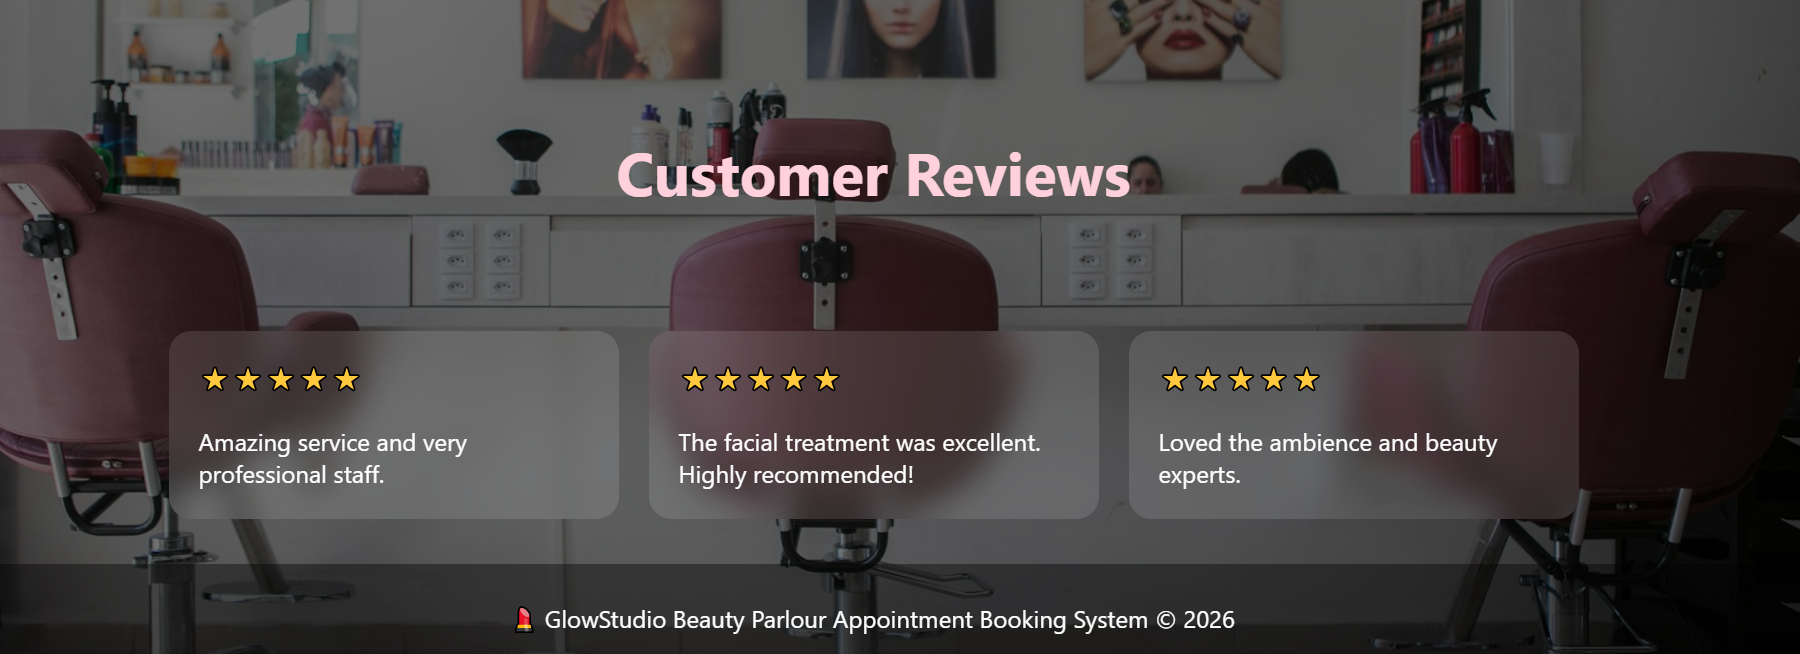 Customer Reviews
⭐⭐⭐⭐⭐
Amazing service and very
professional staff.
⭐⭐⭐⭐⭐
The facial treatment was excellent.
Highly recommended!
⭐⭐⭐⭐⭐
Loved the ambience and beauty
experts.
💄 GlowStudio Beauty Parlour Appointment Booking System © 2026